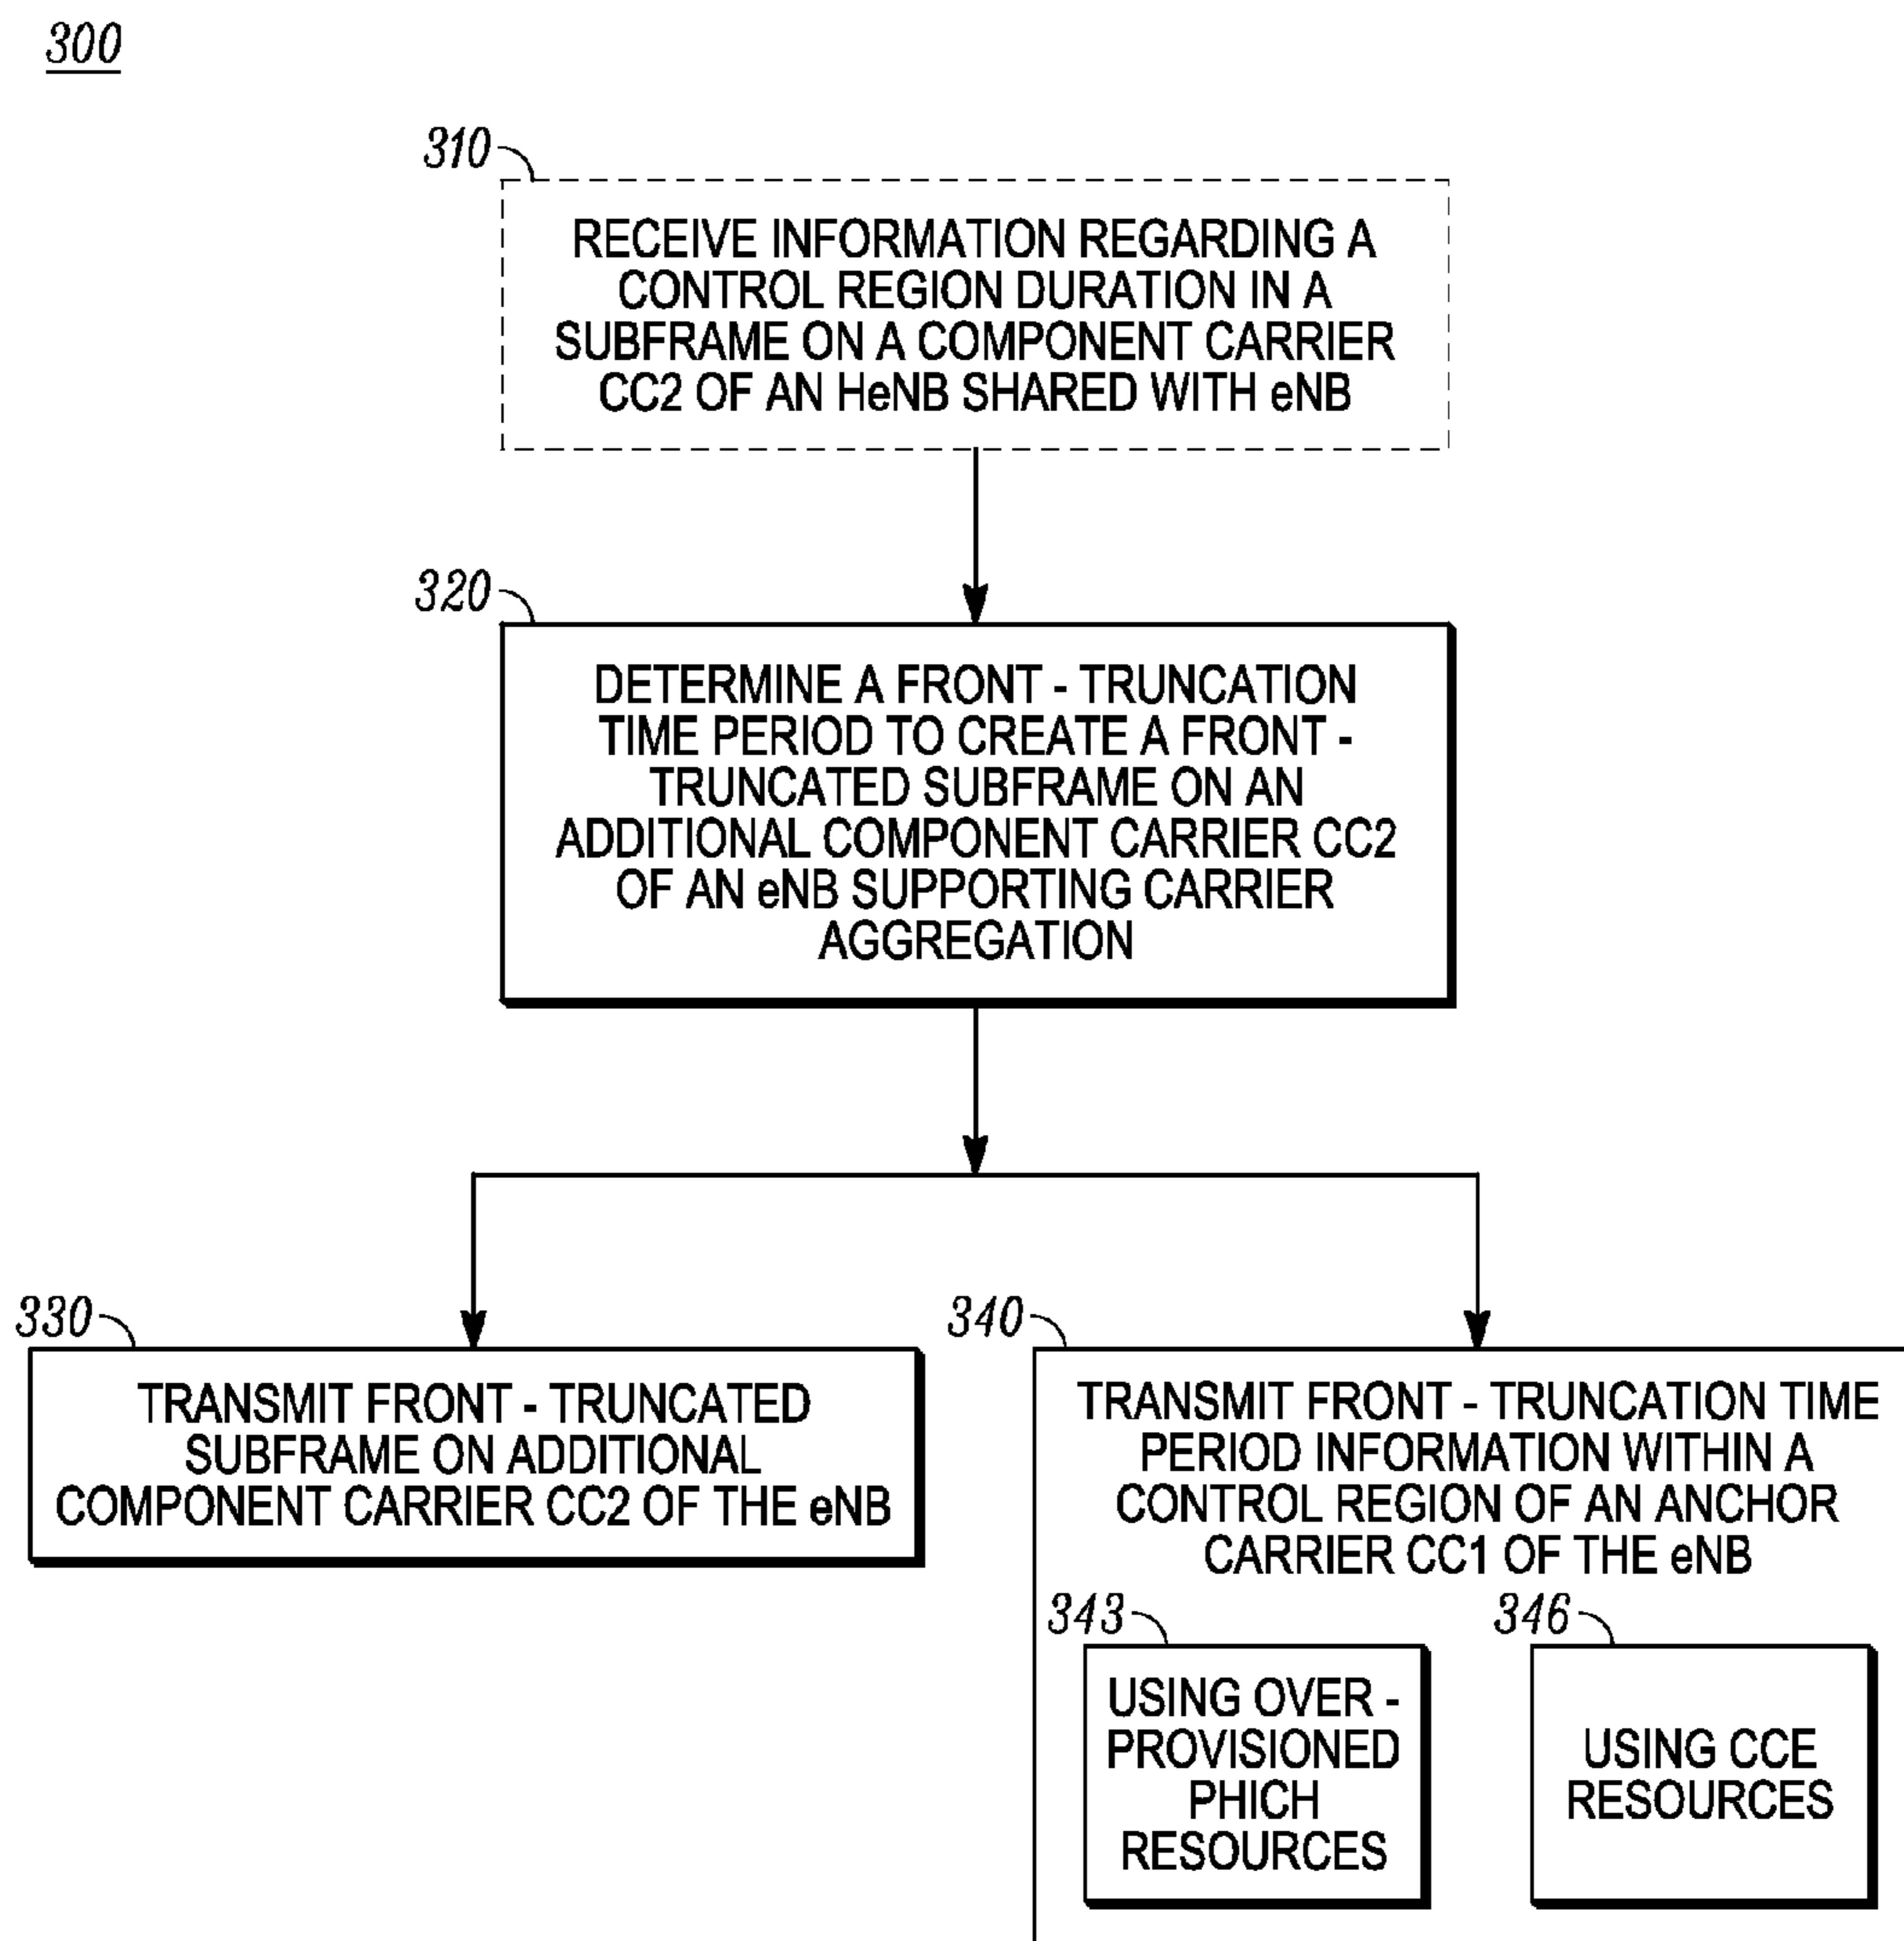 300
310
RECEIVE INFORMATION REGARDING A
CONTROL REGION DURATION IN A
SUBFRAME ON A COMPONENT CARRIER
CC2 OF AN HeNB SHARED WITH eNB
320
DETERMINE A FRONT - TRUNCATION
TIME PERIOD TO CREATE A FRONT -
TRUNCATED SUBFRAME ON AN
ADDITIONAL COMPONENT CARRIER CC2
OF AN eNB SUPPORTING CARRIER
AGGREGATION
330
TRANSMIT FRONT - TRUNCATED
SUBFRAME ON ADDITIONAL
COMPONENT CARRIER CC2 OF THE eNB
340
TRANSMIT FRONT - TRUNCATION TIME
PERIOD INFORMATION WITHIN A
CONTROL REGION OF AN ANCHOR
CARRIER CC1 OF THE eNB
343
USING OVER -
PROVISIONED
PHICH
RESOURCES
346
USING CCE
RESOURCES